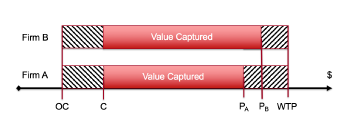 Firm B Value Captured
Firm A Value Captured
$
OC C PA PB WTP